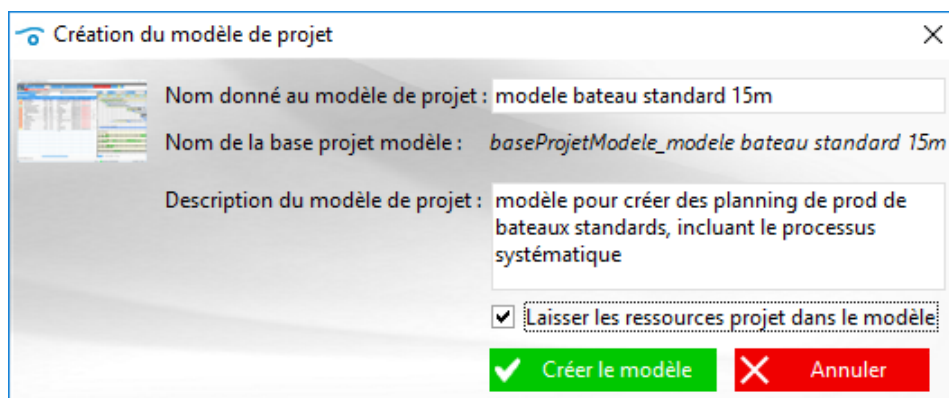 Création du modèle de projet
Nom donné au modèle de projet : modele bateau standard 15m
Nom de la base projet modèle : baseProjetModele_modele bateau standard 15m
Description du modèle de projet : modèle pour créer des planning de prod de
bateaux standards, incluant le processus
systématique
Laisser les ressources projet dans le modèle
Créer le modèle Annuler